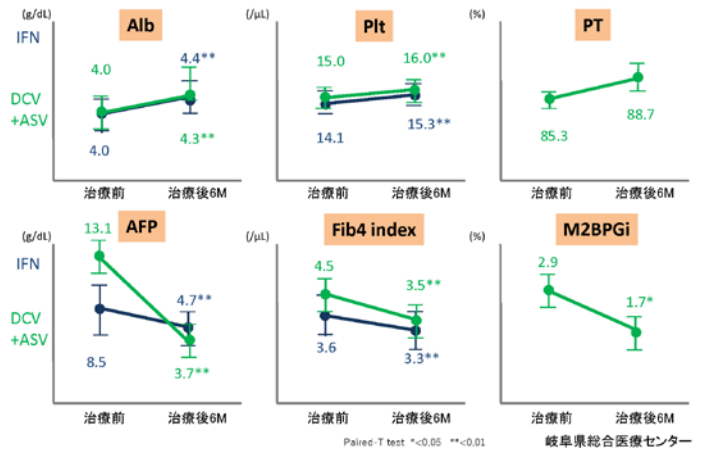 (g/dL)
Alb
IFN
DCV
+ASV
4.0
4.4**
4.0
4.3**
治療前
治療後6M
(/μL)
Plt
15.0
16.0**
14.1
15.3**
治療前
治療後6M
(%)
PT
85.3
88.7
治療前
治療後6M
(g/dL)
AFP
IFN
DCV
+ASV
13.1
4.7**
8.5
3.7**
治療前
治療後6M
(/μL)
Fib4 index
4.5
3.5**
3.6
3.3**
治療前
治療後6M
(%)
M2BPGi
2.9
1.7*
治療前
治療後6M
Paired-T test *<0.05 **<0.01
岐阜県総合医療センター